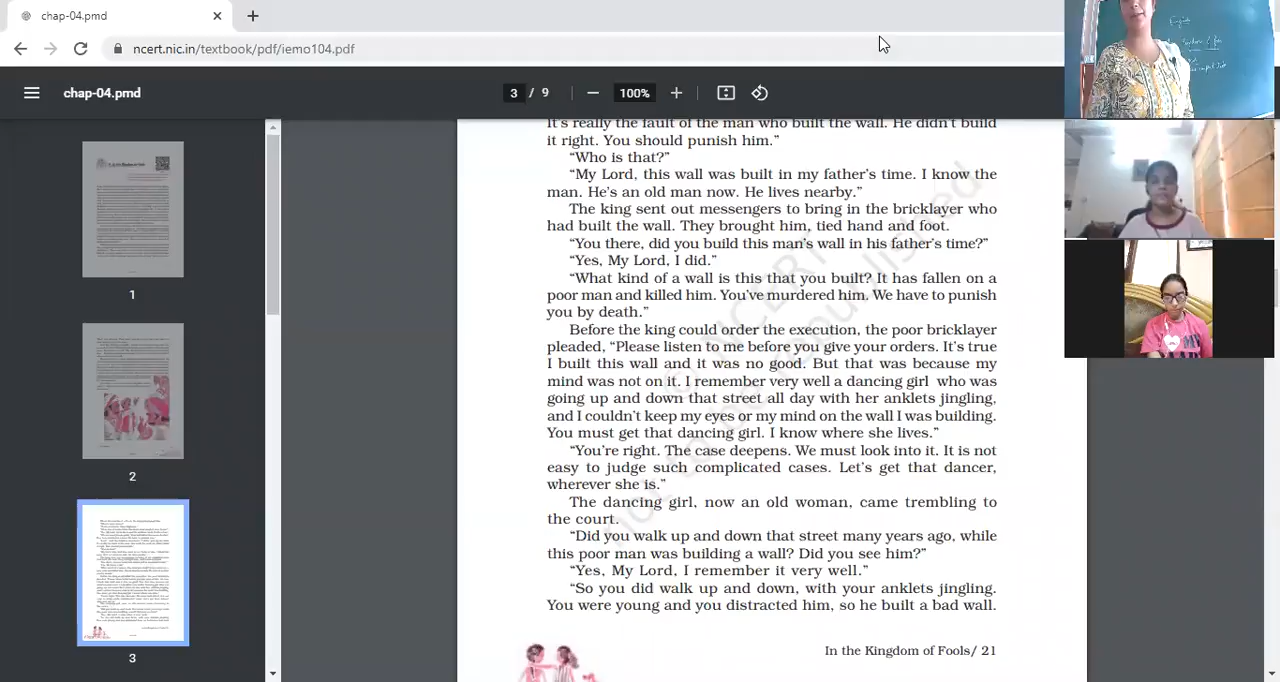 chap-04.pmd
ncert.nic.in/textbook/pdf/iemo104.pdf
chap-04.pmd
3 / 9
100%
It's really the fault of the man who built the wall. He didn't build
it right. You should punish him.”
“Who is that?”
“My Lord, this wall was built in my father's time. I know the
man. He's an old man now. He lives nearby.”
The king sent out messengers to bring in the bricklayer who
had built the wall. They brought him, tied hand and foot.
“You there, did you build this man's wall in his father's time?”
“Yes, My Lord, I did.”
“What kind of a wall is this that you built? It has fallen on a
poor man and killed him. You've murdered him. We have to punish
you by death.”
Before the king could order the execution, the poor bricklayer
pleaded, “Please listen to me before you give your orders. It's true
I built this wall and it was no good. But that was because my
mind was not on it. I remember very well a dancing girl who was
going up and down that street all day with her anklets jingling,
and I couldn't keep my eyes or my mind on the wall I was building.
You must get that dancing girl. I know where she lives.”
“You're right. The case deepens. We must look into it. It is not
easy to judge such complicated cases. Let's get that dancer,
wherever she is.”
The dancing girl, now an old woman, came trembling to
the court.
“Did you walk up and down that street many years ago, while
this poor man was building a wall? Did you see him?”
“Yes, My Lord, I remember it very well.”
“So you did walk up and down, with your anklets jingling.
You were young and you distracted him, so he built a bad wall.
In the Kingdom of Fools/ 21
1
2
3
English
MY